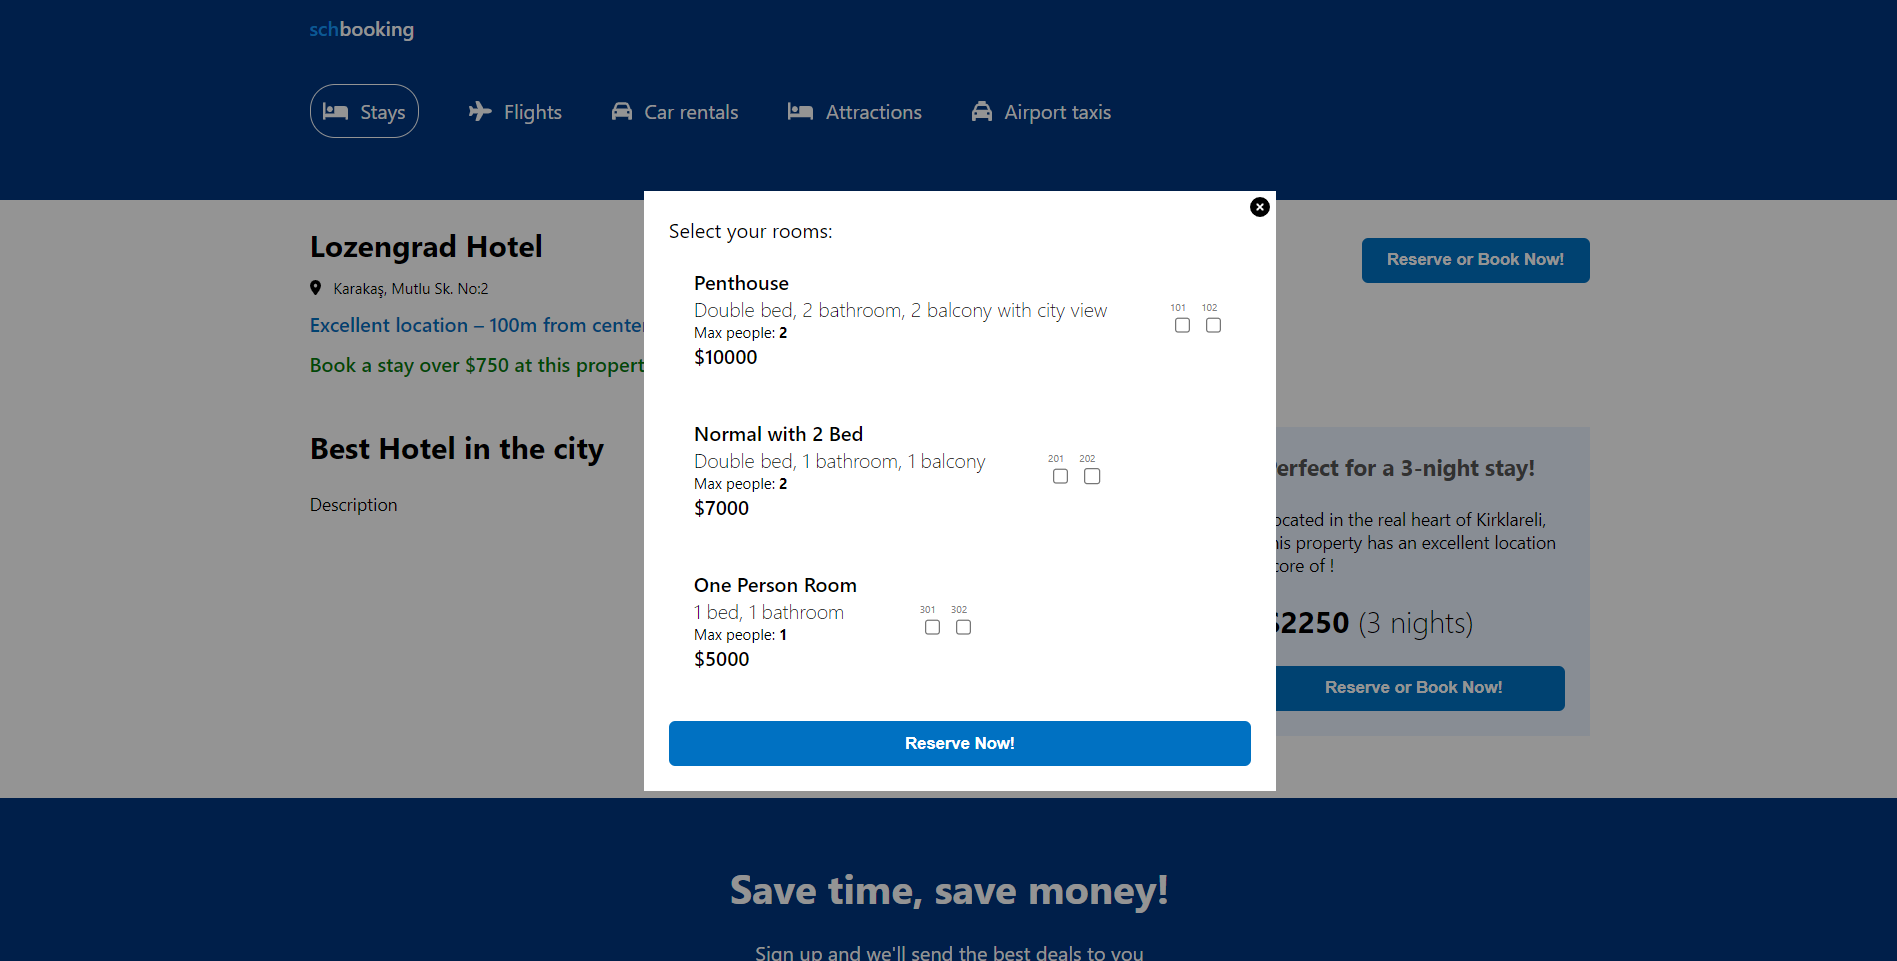 schbooking
Stays Flights Car rentals Attractions Airport taxis
Lozengrad Hotel
Karakaş, Mutlu Sk. No:2
Excellent location – 100m from center
Book a stay over $750 at this propert
Reserve or Book Now!
Select your rooms:
Penthouse
Double bed, 2 bathroom, 2 balcony with city view
Max people: 2
$10000
101 102
Normal with 2 Bed
Double bed, 1 bathroom, 1 balcony
Max people: 2
$7000
201 202
One Person Room
1 bed, 1 bathroom
Max people: 1
$5000
301 302
Reserve Now!
Best Hotel in the city
Description
erfect for a 3-night stay!
ocated in the real heart of Kirklareli,
his property has an excellent location
core of !
$2250 (3 nights)
Reserve or Book Now!
Save time, save money!
Sign up and we'll send the best deals to you